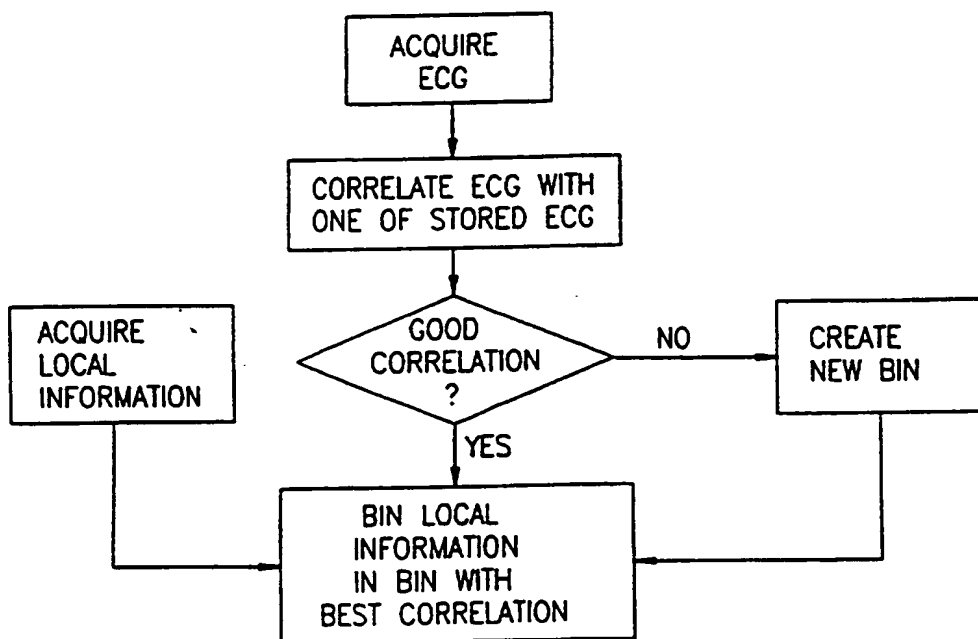 ACQUIRE
ECG
CORRELATE ECG WITH
ONE OF STORED ECG
ACQUIRE
LOCAL
INFORMATION
GOOD
CORRELATION
?
NO
CREATE
NEW BIN
YES
BIN LOCAL
INFORMATION
IN BIN WITH
BEST CORRELATION